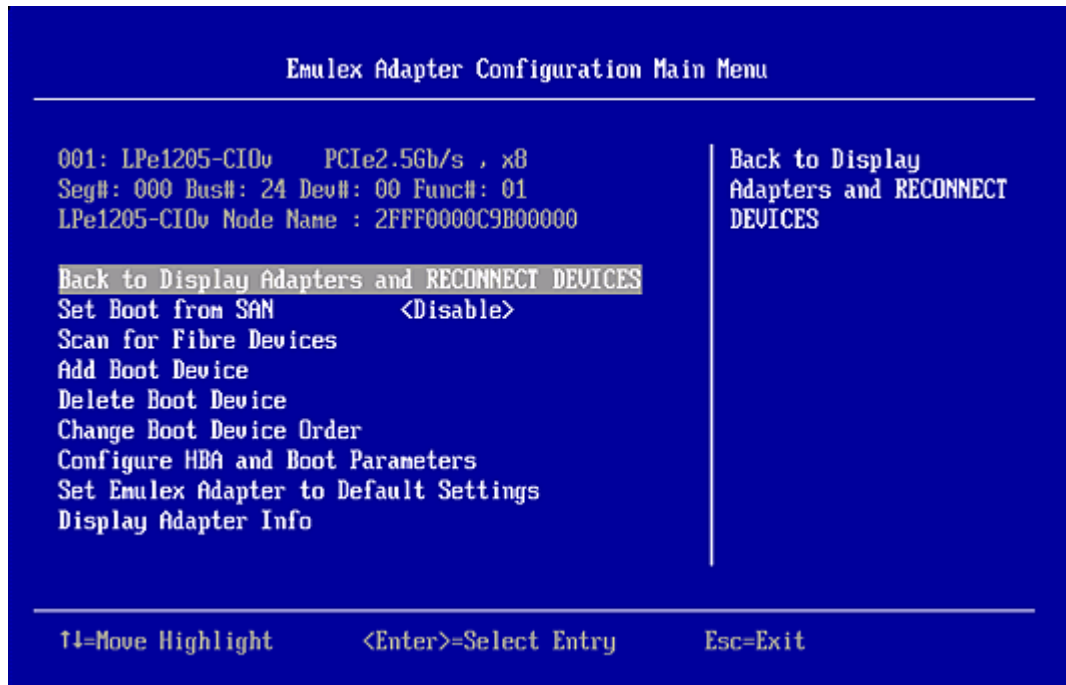 Emulex Adapter Configuration Main Menu
001: LPe1205-CIOv PCIe2.5Gb/s , x8
Seg#: 000 Bus#: 24 Dev#: 00 Func#: 01
LPe1205-CIOv Node Name : 2FFF0000C9B00000
Back to Display Adapters and RECONNECT DEVICES
Set Boot from SAN <Disable>
Scan for Fibre Devices
Add Boot Device
Delete Boot Device
Change Boot Device Order
Configure HBA and Boot Parameters
Set Emulex Adapter to Default Settings
Display Adapter Info
Back to Display
Adapters and RECONNECT
DEVICES
↑↓=Move Highlight <Enter>=Select Entry Esc=Exit